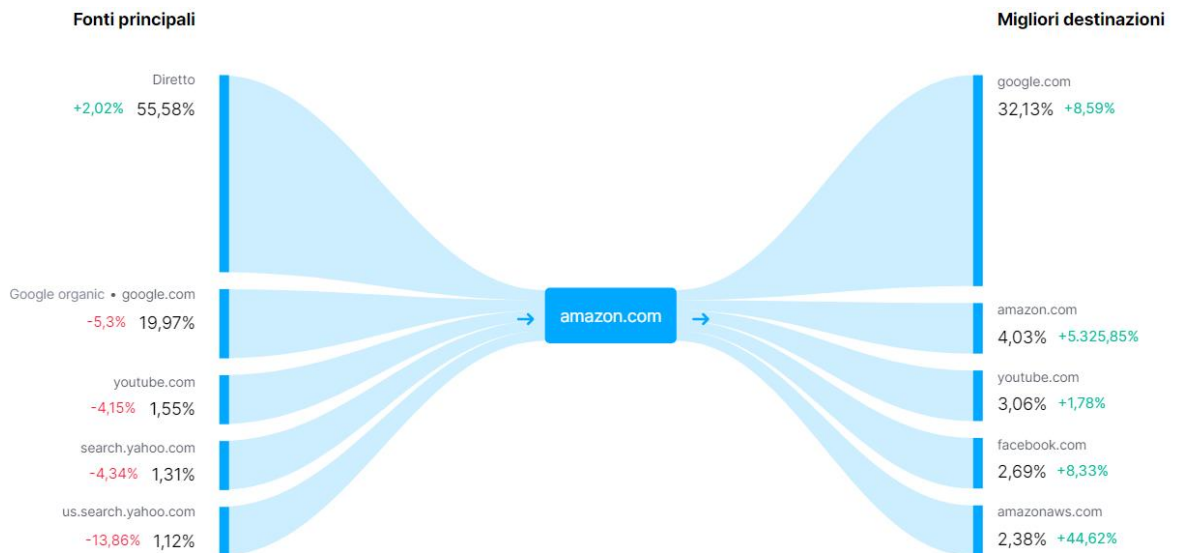 Fonti principali
Migliori destinazioni
Diretto
+2,02% 55,58%
Google organic • google.com
-5,3% 19,97%
youtube.com
-4,15% 1,55%
search.yahoo.com
-4,34% 1,31%
us.search.yahoo.com
-13,86% 1,12%
amazon.com
google.com
32,13% +8,59%
amazon.com
4,03% +5.325,85%
youtube.com
3,06% +1,78%
facebook.com
2,69% +8,33%
amazonaws.com
2,38% +44,62%